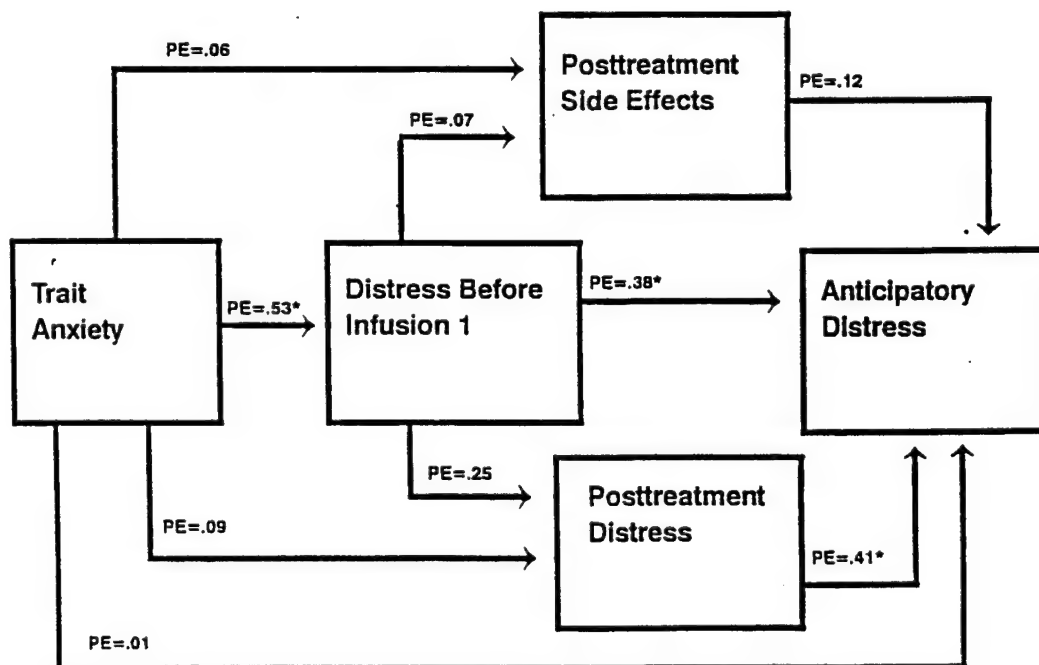 PE=.06
Posttreatment
Side Effects
PE=.12
PE=.07
Trait
Anxiety
PE=.53*
Distress Before
Infusion 1
PE=.38*
Anticipatory
Distress
PE=.25
Posttreatment
Distress
PE=.09
PE=.41*
PE=.01